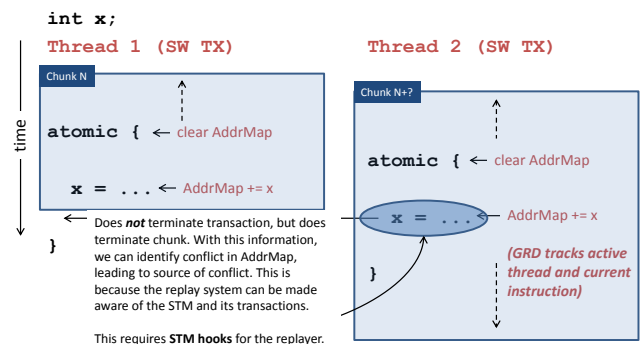 int x;
Thread 1 (SW TX)
Thread 2 (SW TX)
time
Chunk N
atomic { ← clear AddrMap
x = ... ← AddrMap += x
}
Does not terminate transaction, but does
terminate chunk. With this information,
we can identify conflict in AddrMap,
leading to source of conflict. This is
because the replay system can be made
aware of the STM and its transactions.
This requires STM hooks for the replayer.
Chunk N+?
atomic { ← clear AddrMap
x = ... ← AddrMap += x
(GRD tracks active
thread and current
instruction)
}